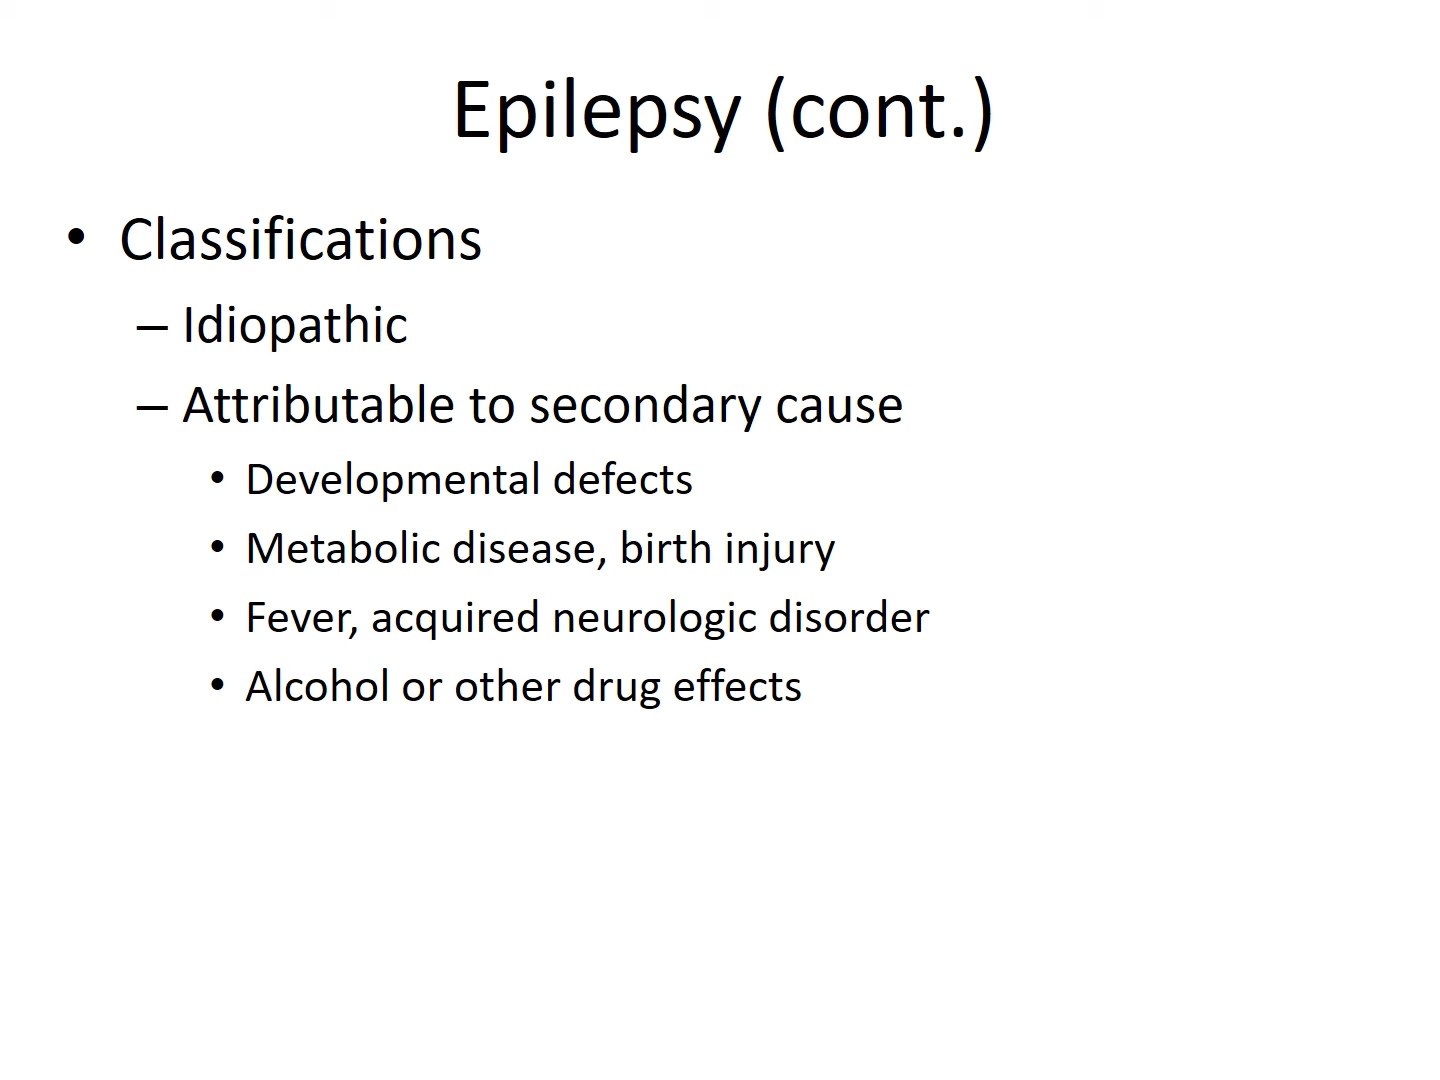 Epilepsy (cont.)
• Classifications
– Idiopathic
– Attributable to secondary cause
• Developmental defects
• Metabolic disease, birth injury
• Fever, acquired neurologic disorder
• Alcohol or other drug effects